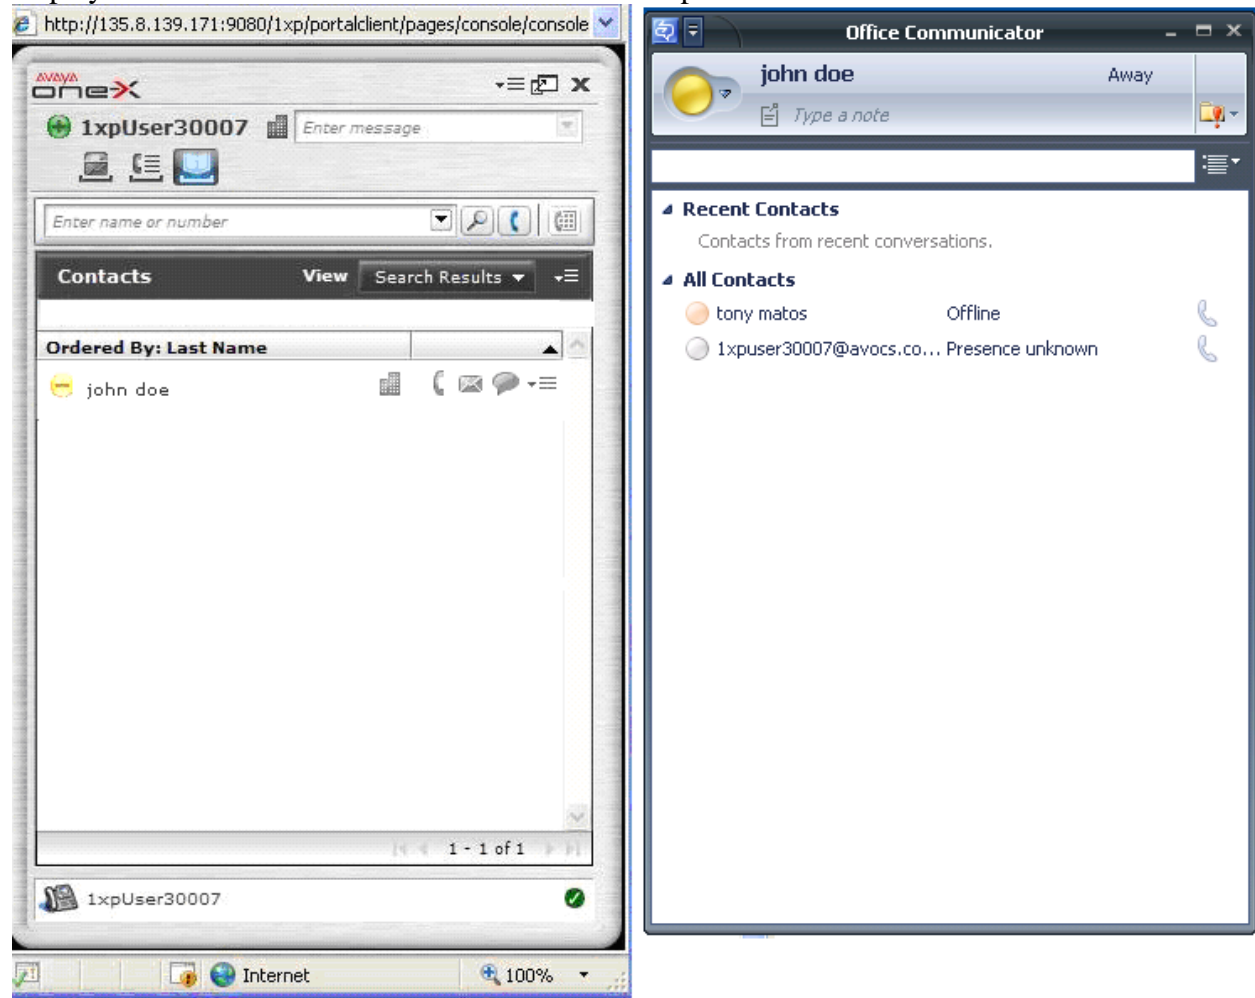 http://135.8.139.171:9080/1xp/portalclient/pages/console/console
AVAYA
one-X
1xpUser30007
Enter message
Enter name or number
Contacts
View
Search Results
Ordered By: Last Name
john doe
1 - 1 of 1
1xpUser30007
Internet
100%
Office Communicator
john doe
Away
Type a note
Recent Contacts
Contacts from recent conversations.
All Contacts
tony matos
Offline
1xpuser30007@avocs.co...
Presence unknown